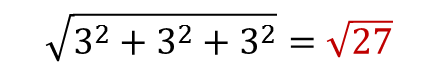 √3² + 3² + 3² = √27